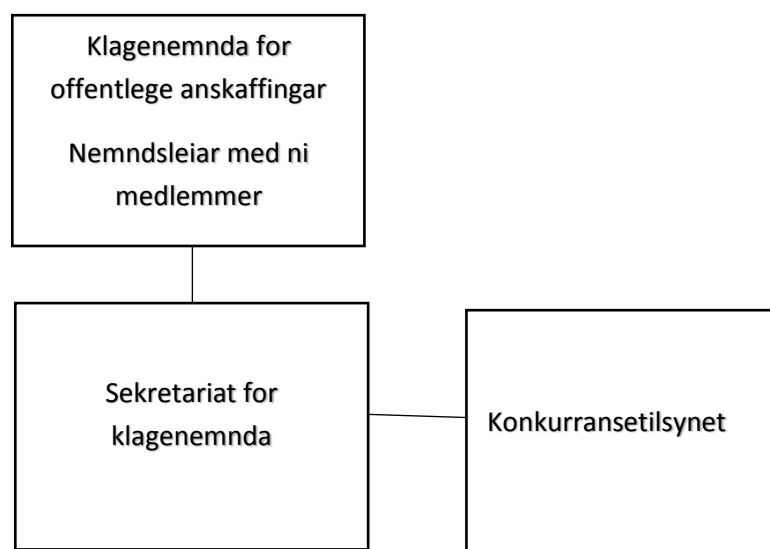 Klagenemnda for
offentlege anskaffingar
Nemndsleiar med ni
medlemmer
Sekretariat for
klagenemnda
Konkurransetilsynet